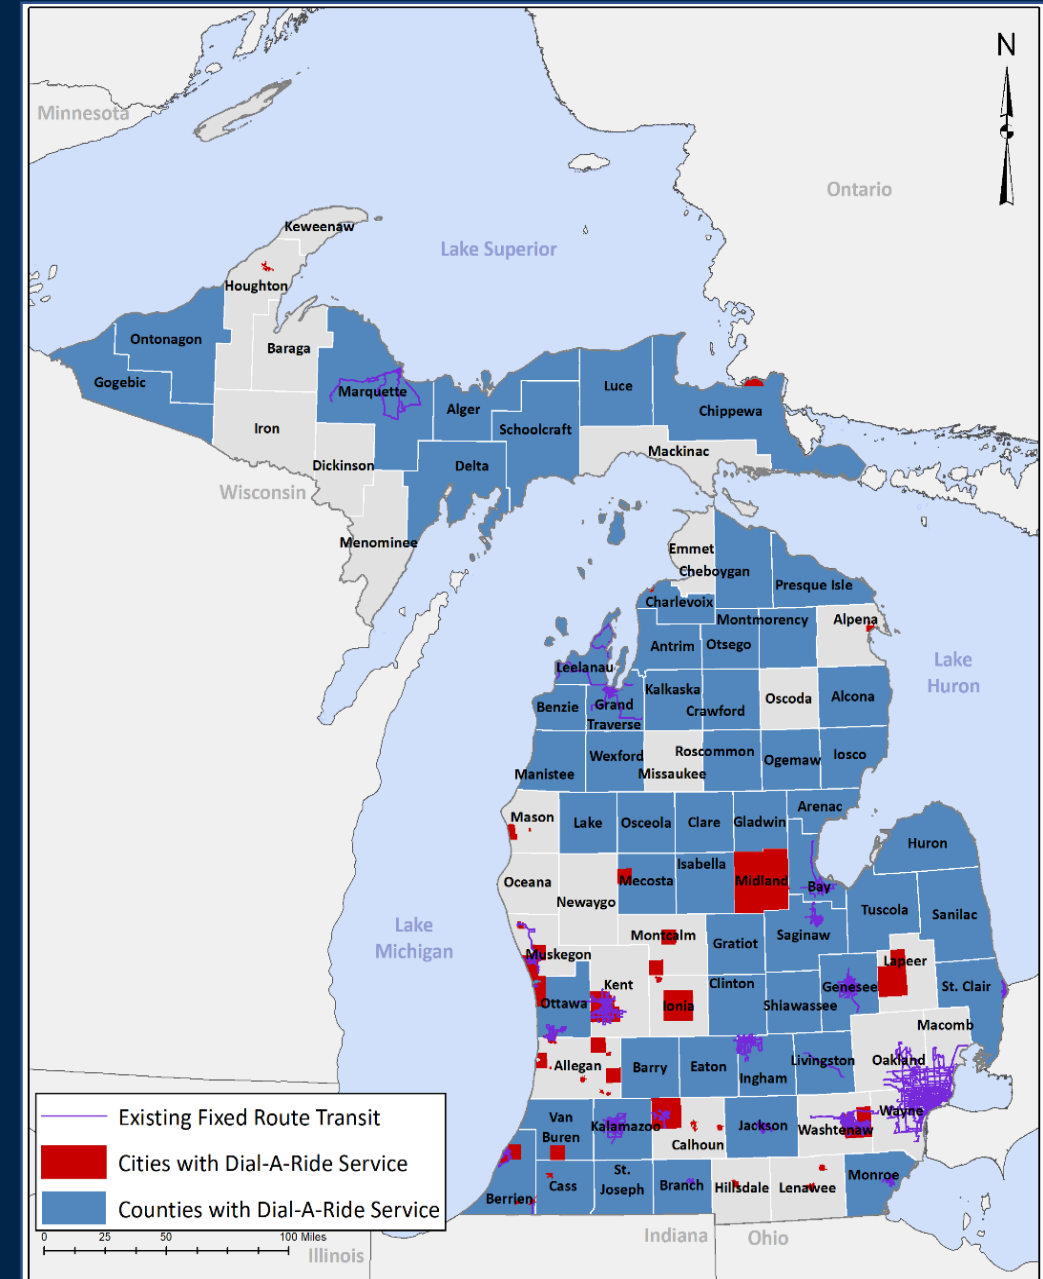 N
Minnesota
Ontario
Keweenaw
Lake Superior
Houghton
Ontonagon
Baraga
Gogebic
Marquette
Luce
Alger
Chippewa
Iron
Schoolcraft
Mackinac
Dickinson
Delta
Wisconsin
Menominee
Emmet
Cheboygan
Presque Isle
Charlevoix
Montmorency
Alpena
Antrim
Otsego
Lake
Huron
Leelanau
Kalkaska
Crawford
Oscoda
Alcona
Benzie
Grand
Traverse
Wexford
Roscommon
Ogemaw
Iosco
Manistee
Missaukee
Mason
Lake
Osceola
Clare
Gladwin
Arenac
Huron
Oceana
Mecosta
Isabella
Midland
Bay
Newaygo
Tuscola
Sanilac
Lake
Michigan
Montcalm
Gratiot
Saginaw
Muskegon
Lapeer
Kent
Clinton
Genesee
St. Clair
Ottawa
Ionia
Shiawassee
Macomb
Allegan
Barry
Eaton
Ingham
Livingston
Oakland
Van
Buren
Kalamazoo
Calhoun
Jackson
Washtenaw
Wayne
Berrien
Cass
St.
Joseph
Branch
Hillsdale
Lenawee
Monroe
Existing Fixed Route Transit
Cities with Dial-A-Ride Service
Counties with Dial-A-Ride Service
0 25 50 100 Miles
Illinois
Indiana
Ohio